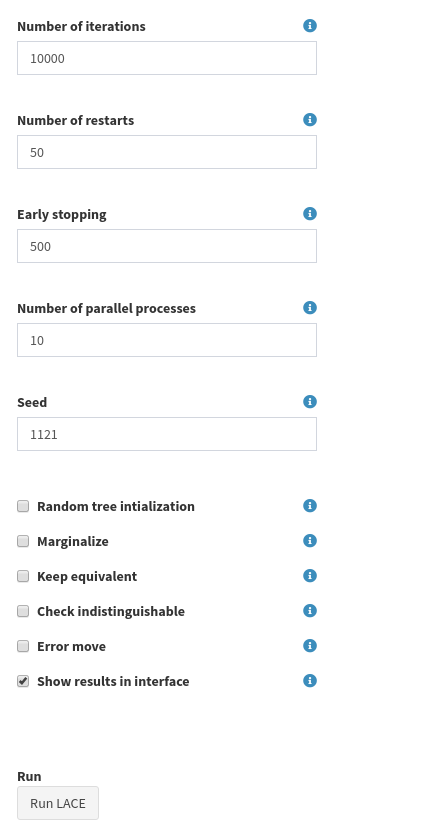 Number of iterations
10000
Number of restarts
50
Early stopping
500
Number of parallel processes
10
Seed
1121
Random tree intialization
Marginalize
Keep equivalent
Check indistinguishable
Error move
Show results in interface
Run
Run LACE